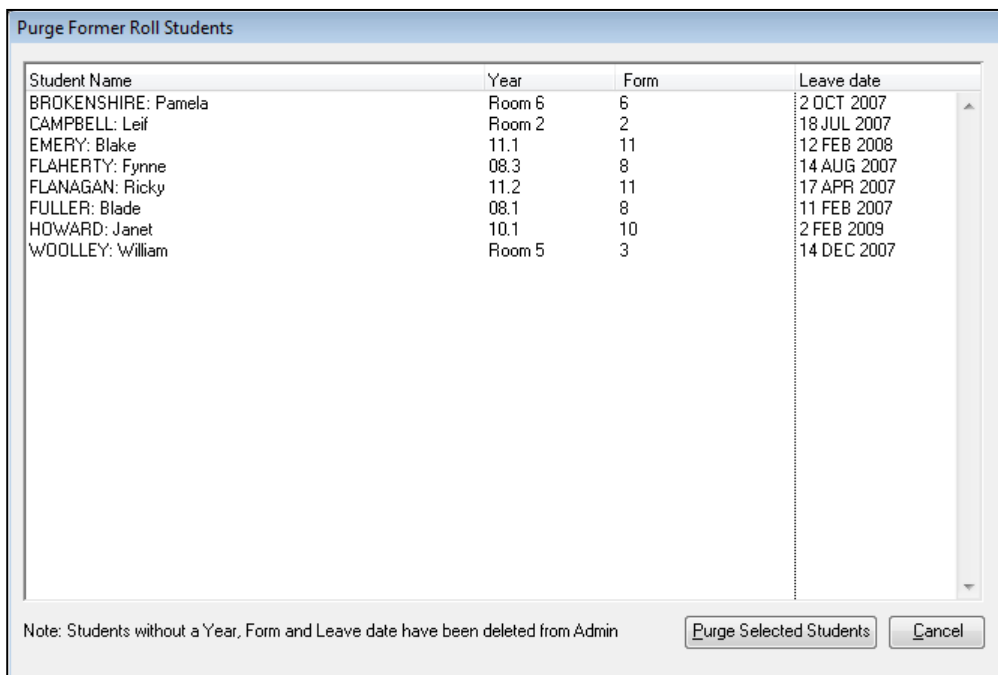 Purge Former Roll Students
Student Name Year Form Leave date
BROKENSHIRE: Pamela Room 6 6 2 OCT 2007
CAMPBELL: Leif Room 2 2 18 JUL 2007
EMERY: Blake 11.1 11 12 FEB 2008
FLAHERTY: Fynne 08.3 8 14 AUG 2007
FLANAGAN: Ricky 11.2 11 17 APR 2007
FULLER: Blade 08.1 8 11 FEB 2007
HOWARD: Janet 10.1 10 2 FEB 2009
WOOLLEY: William Room 5 3 14 DEC 2007
Note: Students without a Year, Form and Leave date have been deleted from Admin Purge Selected Students Cancel